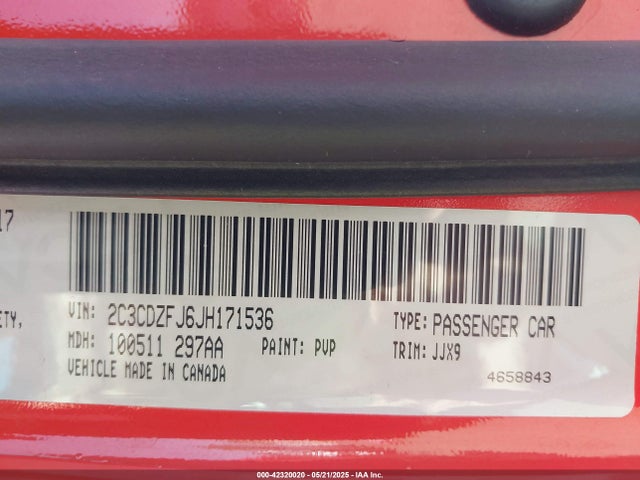 17
ETY,
VIN: 2C3CDZFJ6JH171536 TYPE: PASSENGER CAR
MDH: 100511 297AA PAINT: PVP TRIM: JJX9
VEHICLE MADE IN CANADA 4658843
000-42320020 - 05/21/2025 - IAA Inc.